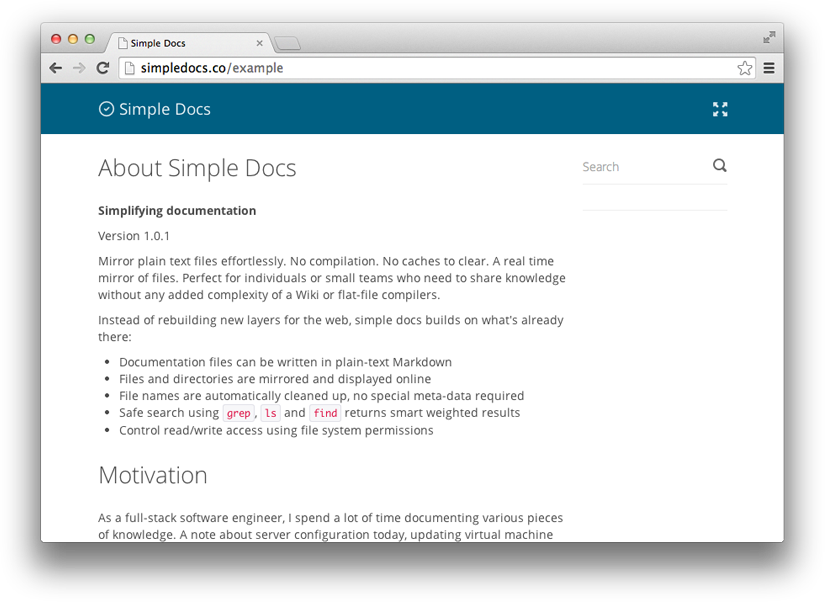 Simple Docs
simpledocs.co/example
Simple Docs
About Simple Docs
Search
Simplifying documentation
Version 1.0.1
Mirror plain text files effortlessly. No compilation. No caches to clear. A real time
mirror of files. Perfect for individuals or small teams who need to share knowledge
without any added complexity of a Wiki or flat-file compilers.
Instead of rebuilding new layers for the web, simple docs builds on what's already
there:
• Documentation files can be written in plain-text Markdown
• Files and directories are mirrored and displayed online
• File names are automatically cleaned up, no special meta-data required
• Safe search using grep, ls and find returns smart weighted results
• Control read/write access using file system permissions
Motivation
As a full-stack software engineer, I spend a lot of time documenting various pieces
of knowledge. A note about server configuration today, updating virtual machine